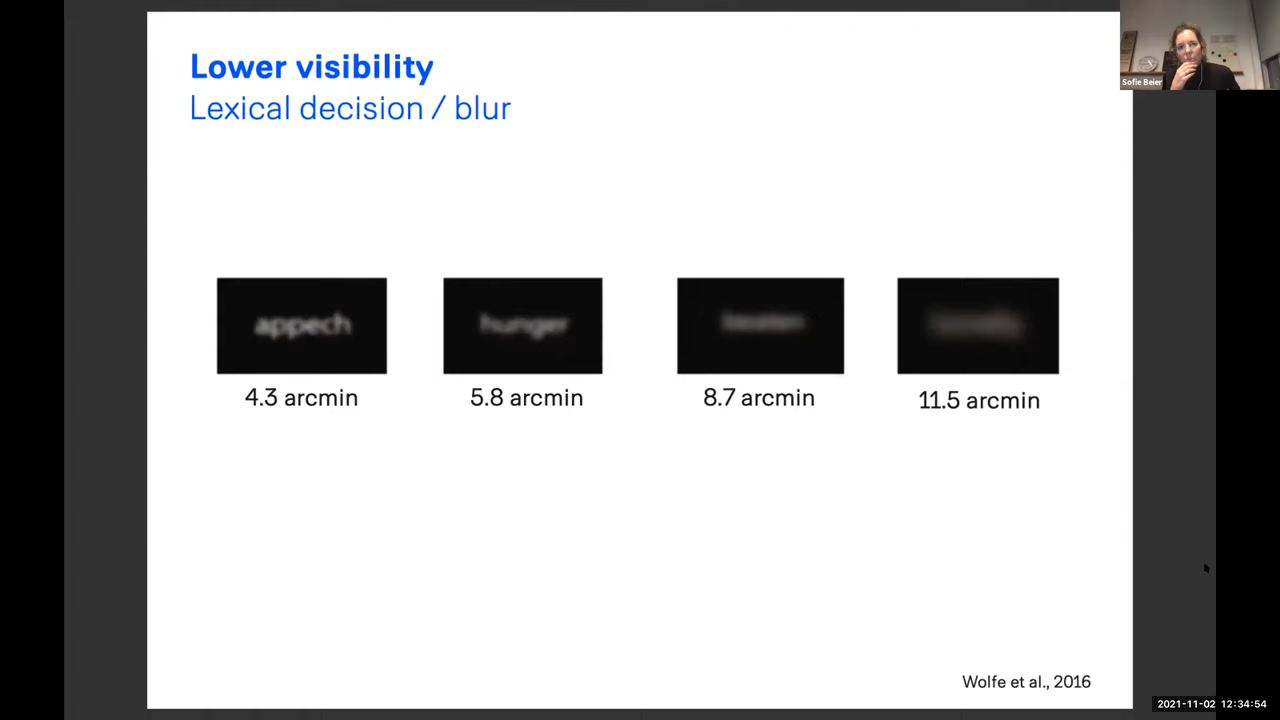 Lower visibility
Lexical decision / blur
Sofie Beier
appech
hunger
beaten
4.3 arcmin
5.8 arcmin
8.7 arcmin
11.5 arcmin
Wolfe et al., 2016
2021-11-02 12:34:54